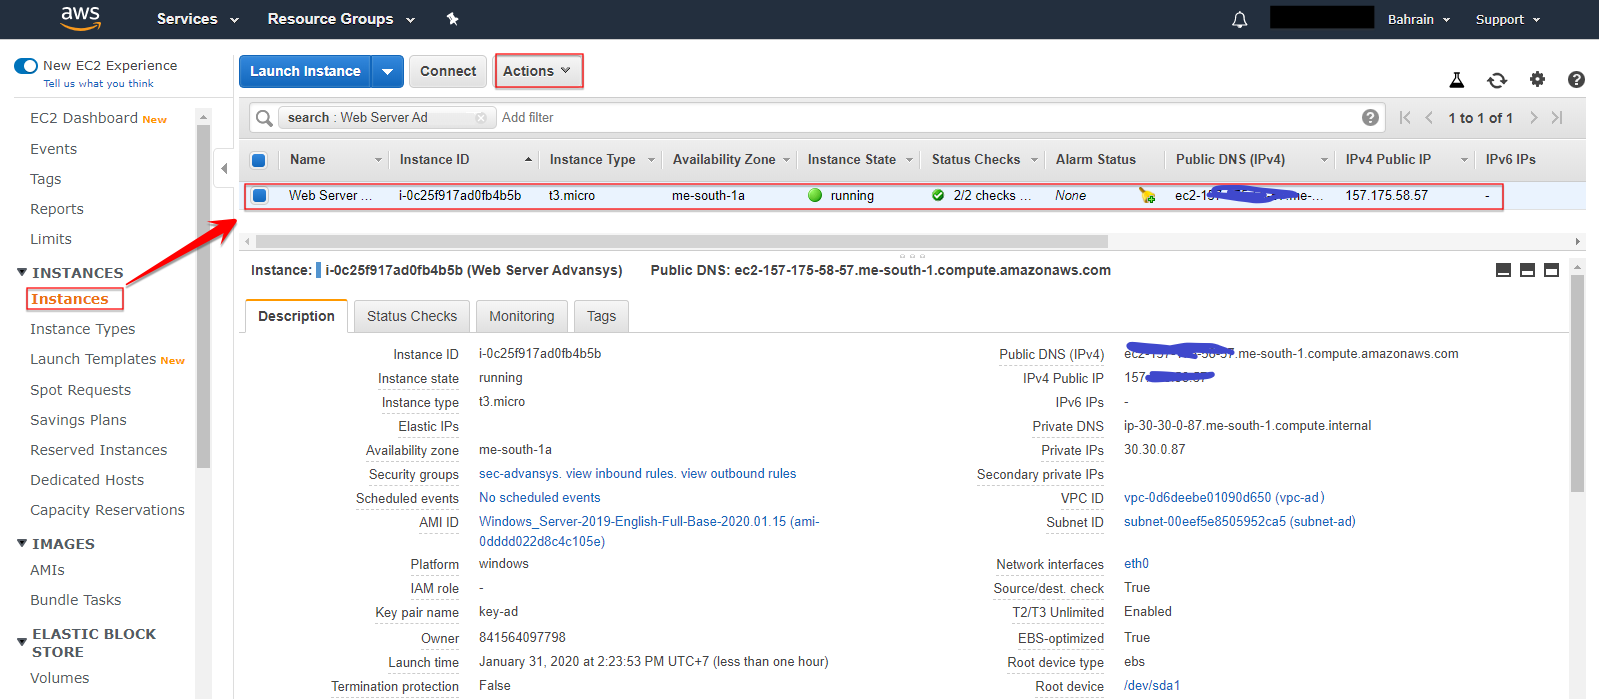 aws Services Resource Groups Bahrain Support
New EC2 Experience
Tell us what you think
EC2 Dashboard New
Events
Tags
Reports
Limits
INSTANCES
Instances
Instance Types
Launch Templates New
Spot Requests
Savings Plans
Reserved Instances
Dedicated Hosts
Capacity Reservations
IMAGES
AMIs
Bundle Tasks
ELASTIC BLOCK
STORE
Volumes
Launch Instance Connect Actions
search : Web Server Ad Add filter 1 to 1 of 1
Name Instance ID Instance Type Availability Zone Instance State Status Checks Alarm Status Public DNS (IPv4) IPv4 Public IP IPv6 IPs
Web Server ... i-0c25f917ad0fb4b5b t3.micro me-south-1a running 2/2 checks ... None ec2-15 me-... 157.175.58.57 -
Instance: i-0c25f917ad0fb4b5b (Web Server Advansys) Public DNS: ec2-157-175-58-57.me-south-1.compute.amazonaws.com
Description Status Checks Monitoring Tags
Instance ID i-0c25f917ad0fb4b5b
Instance state running
Instance type t3.micro
Elastic IPs
Availability zone me-south-1a
Security groups sec-advansys. view inbound rules. view outbound rules
Scheduled events No scheduled events
AMI ID Windows_Server-2019-English-Full-Base-2020.01.15 (ami-
0dddd022d8c4c105e)
Platform windows
IAM role -
Key pair name key-ad
Owner 841564097798
Launch time January 31, 2020 at 2:23:53 PM UTC+7 (less than one hour)
Termination protection False
Public DNS (IPv4) .me-south-1.compute.amazonaws.com
IPv4 Public IP 157.
IPv6 IPs -
Private DNS ip-30-30-0-87.me-south-1.compute.internal
Private IPs 30.30.0.87
Secondary private IPs
VPC ID vpc-0d6deebe01090d650 (vpc-ad)
Subnet ID subnet-00eef5e8505952ca5 (subnet-ad)
Network interfaces eth0
Source/dest. check True
T2/T3 Unlimited Enabled
EBS-optimized True
Root device type ebs
Root device /dev/sda1